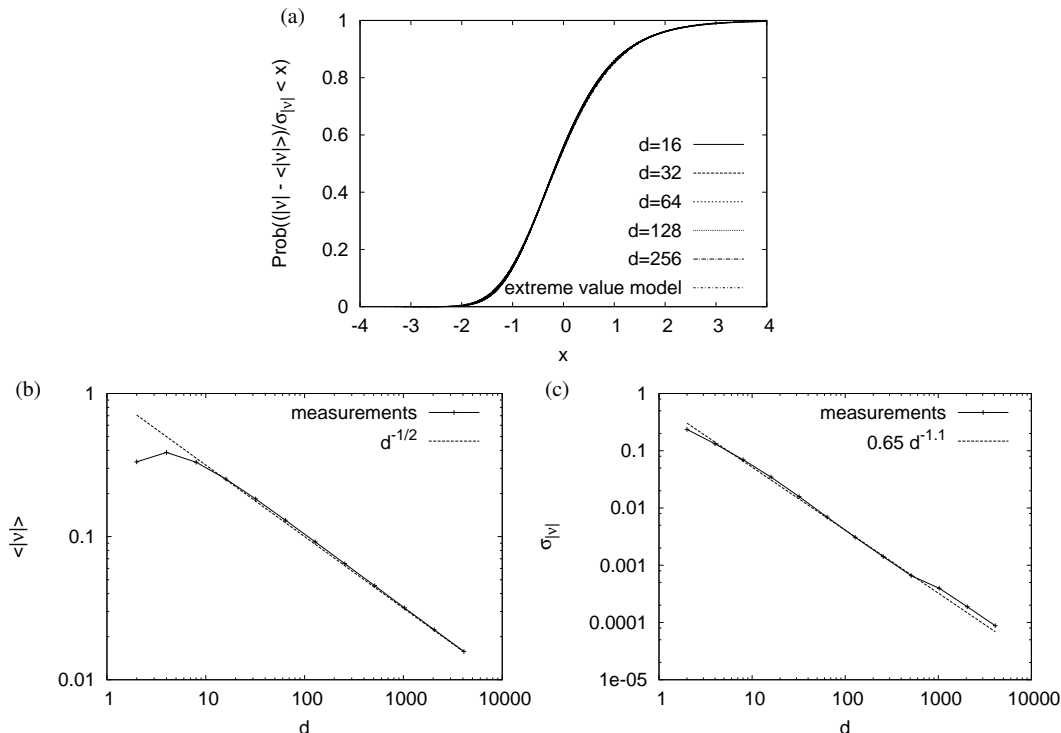 (a)
Prob((|ν| - <|ν|>)/σ|ν| < x)
1
0.8
0.6
0.4
0.2
0
d=16
d=32
d=64
d=128
d=256
extreme value model
-4 -3 -2 -1 0 1 2 3 4
x
(b)
<|ν|>
1
0.1
0.01
measurements
d-1/2
1 10 100 1000 10000
d
(c)
σ|ν|
1
0.1
0.01
0.001
0.0001
1e-05
measurements
0.65 d-1.1
1 10 100 1000 10000
d